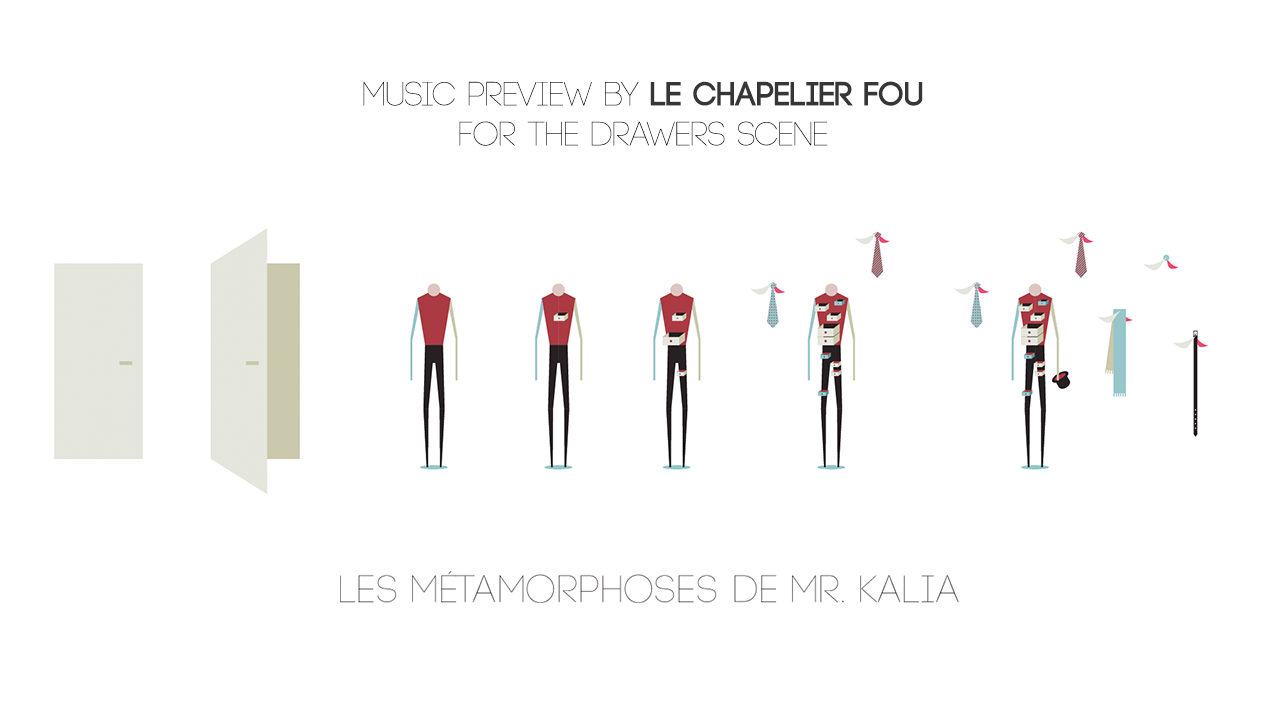 MUSIC PREVIEW BY LE CHAPELIER FOU
FOR THE DRAWERS SCENE
LES MÉTAMORPHOSES DE MR. KALIA